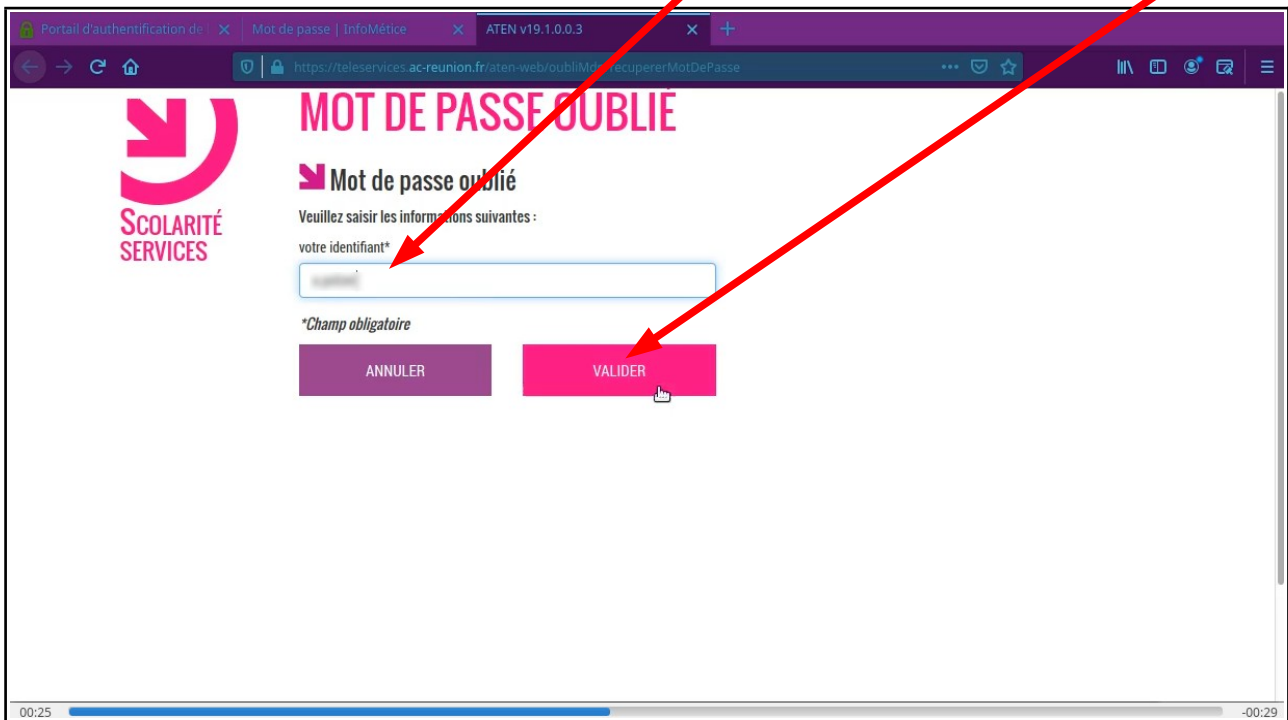 Portail d'authentification de
Mot de passe | InfoMétice
ATEN v19.1.0.0.3
https://teleservices.ac-reunion.fr/aten-web/oubliMdp/recupererMotDePasse
MOT DE PASSE OUBLIÉ
Mot de passe oublié
SCOLARITÉ
SERVICES
Veuillez saisir les informations suivantes :
votre identifiant*
*Champ obligatoire
ANNULER
VALIDER
00:25
-00:29